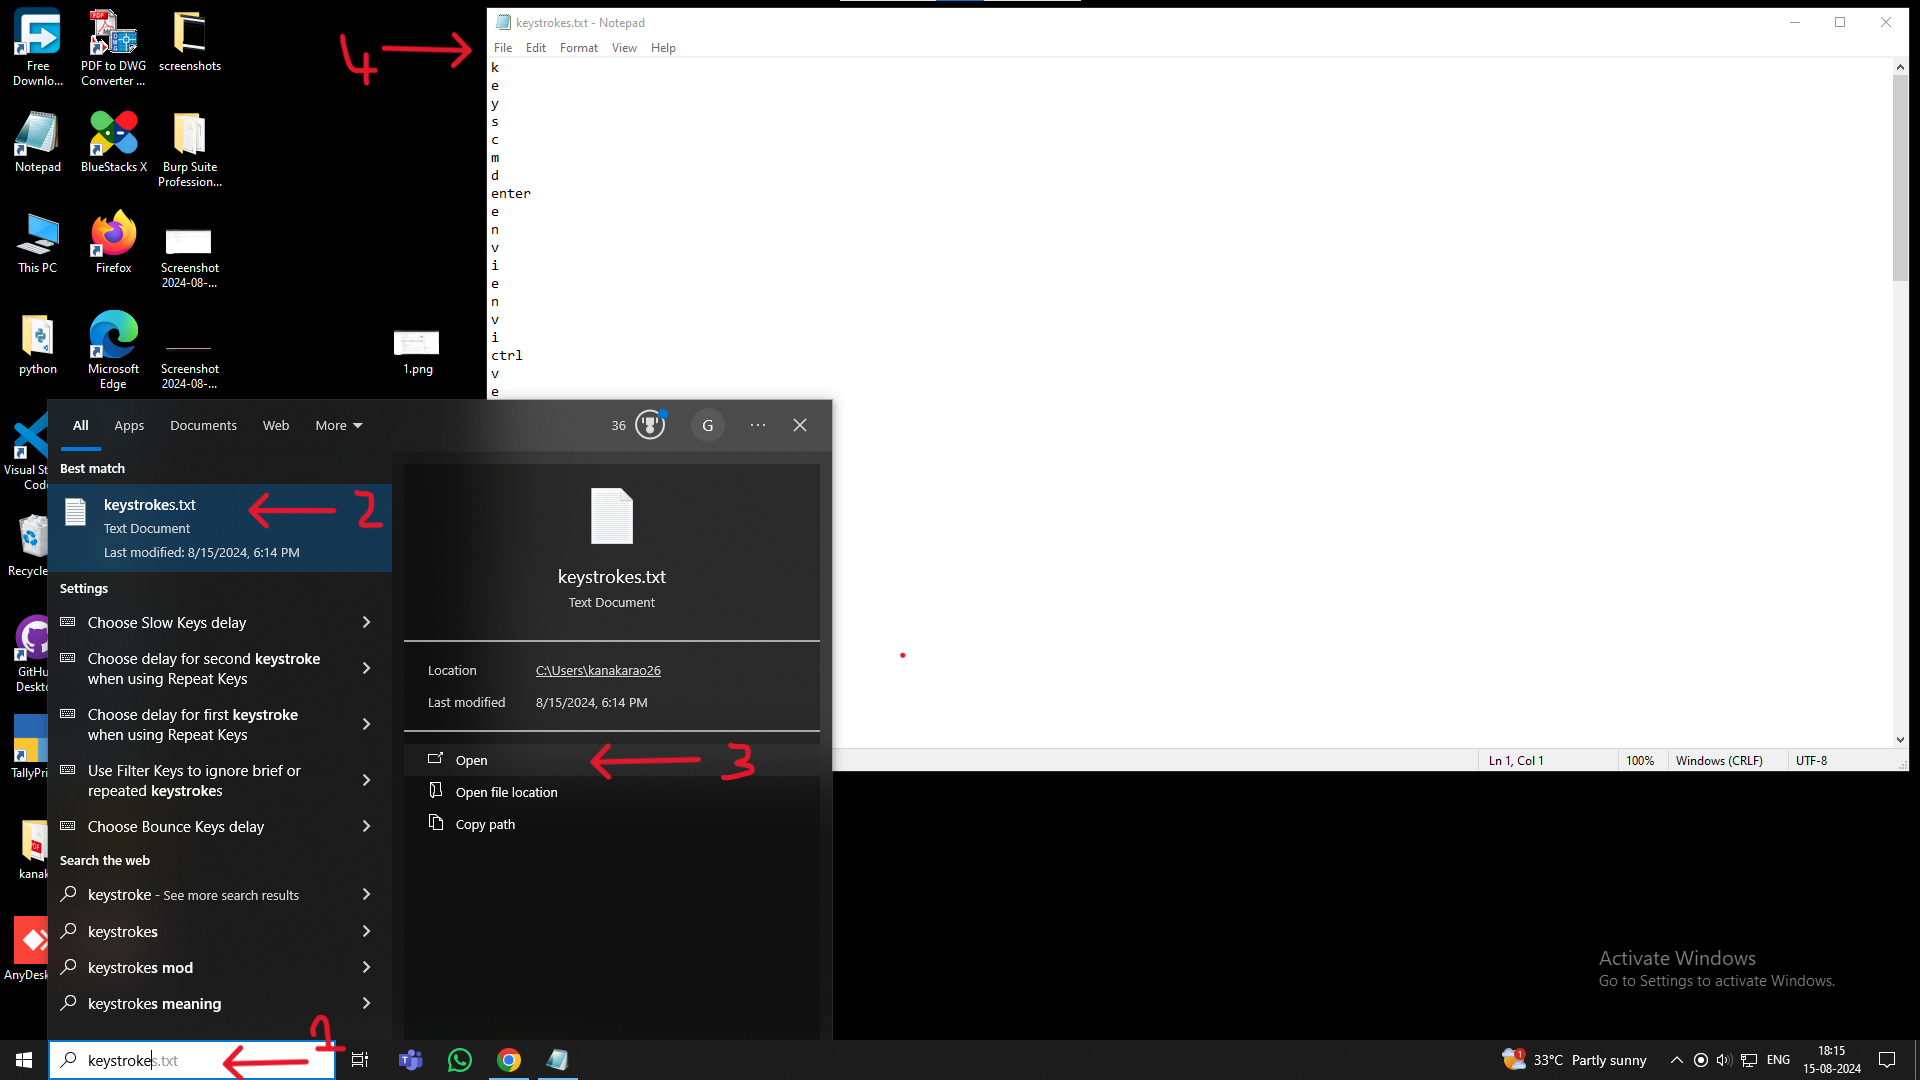 Free
Downlo...
PDF to DWG
Converter ...
screenshots
Notepad
BlueStacks X
Burp Suite
Profession...
This PC
Firefox
Screenshot
2024-08-...
python
Microsoft
Edge
Screenshot
2024-08-...
1.png
Visual St
Cod
Recycle
GitHu
Deskto
TallyPri
kanak
PDF
AnyDesk
4
keystrokes.txt - Notepad
File Edit Format View Help
k
e
y
s
c
m
d
enter
e
n
v
i
e
n
v
i
ctrl
v
e
Ln 1, Col 1 100% Windows (CRLF) UTF-8
All Apps Documents Web More 36 G ... 
Best match
keystrokes.txt
Text Document
Last modified: 8/15/2024, 6:14 PM
2
Settings
Choose Slow Keys delay
Choose delay for second keystroke
when using Repeat Keys
Choose delay for first keystroke
when using Repeat Keys
Use Filter Keys to ignore brief or
repeated keystrokes
Choose Bounce Keys delay
Search the web
keystroke - See more search results
keystrokes
keystrokes mod
keystrokes meaning
keystrokes.txt
Text Document
Location C:\Users\kanakarao26
Last modified 8/15/2024, 6:14 PM
Open
3
Open file location
Copy path
Activate Windows
Go to Settings to activate Windows.
keystrokes.txt
1
1
33°C Partly sunny
ENG
18:15
15-08-2024